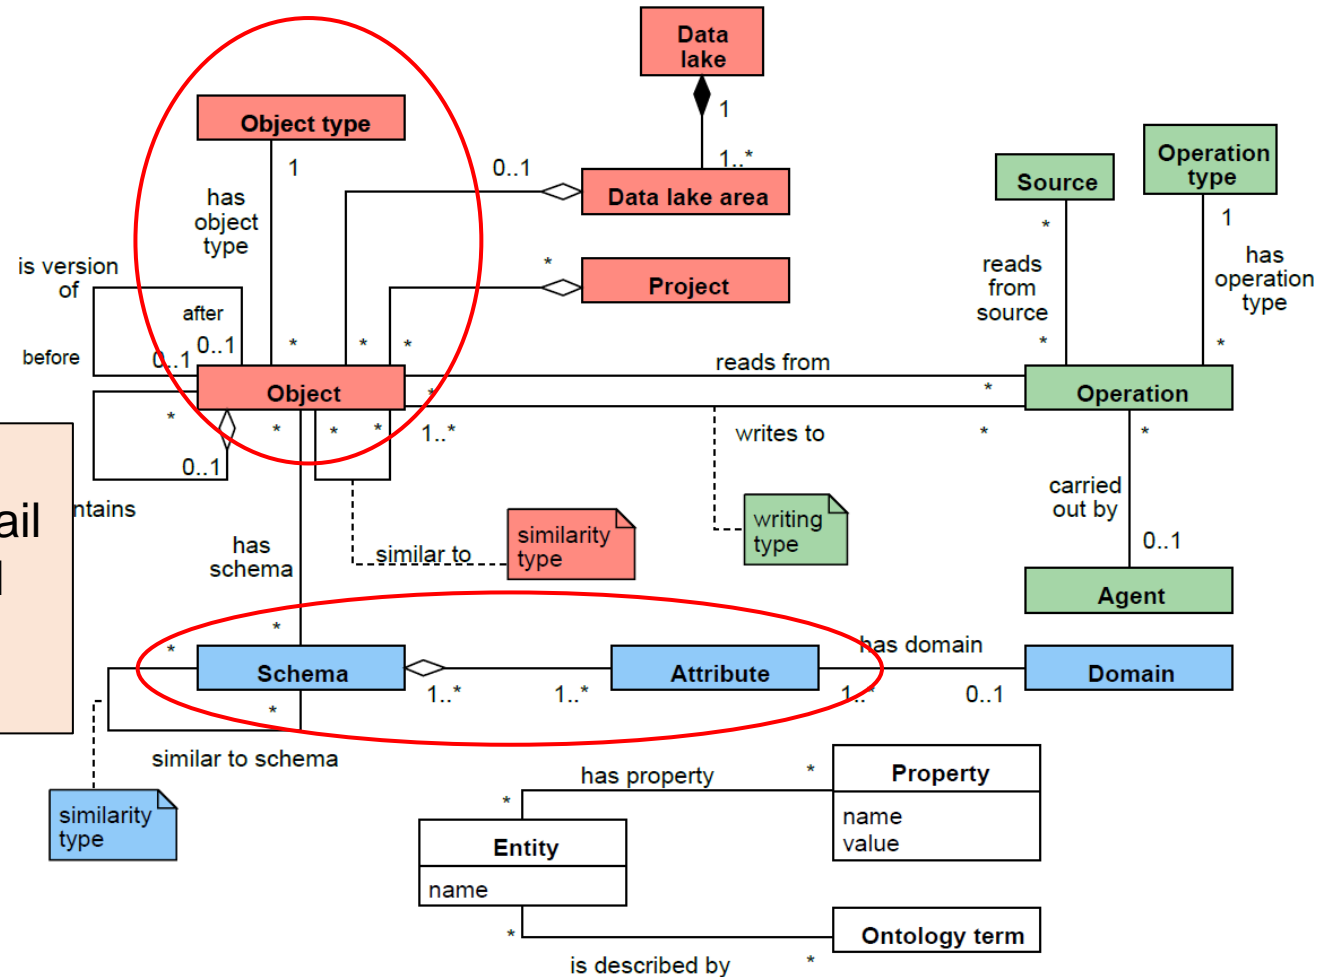 Data
lake
1
1..*
Object type
1
has
object
type
0..1
Data lake area
*
Project
Source
Operation
type
*
reads
from
source
*
1
has
operation
type
*
is version
of
after
0..1
before
0..1
*
*
*
Object
reads from
*
*
Operation
*
0..1
*
*
*
1..*
writes to
*
*
ntains
ail
has
schema
similar to
similarity
type
writing
type
carried
out by
0..1
Agent
*
*
Schema
1..*
1..*
Attribute
has domain
1..*
0..1
Domain
*
similar to schema
similarity
type
has property
*
*
Property
name
value
Entity
name
*
is described by
*
Ontology term